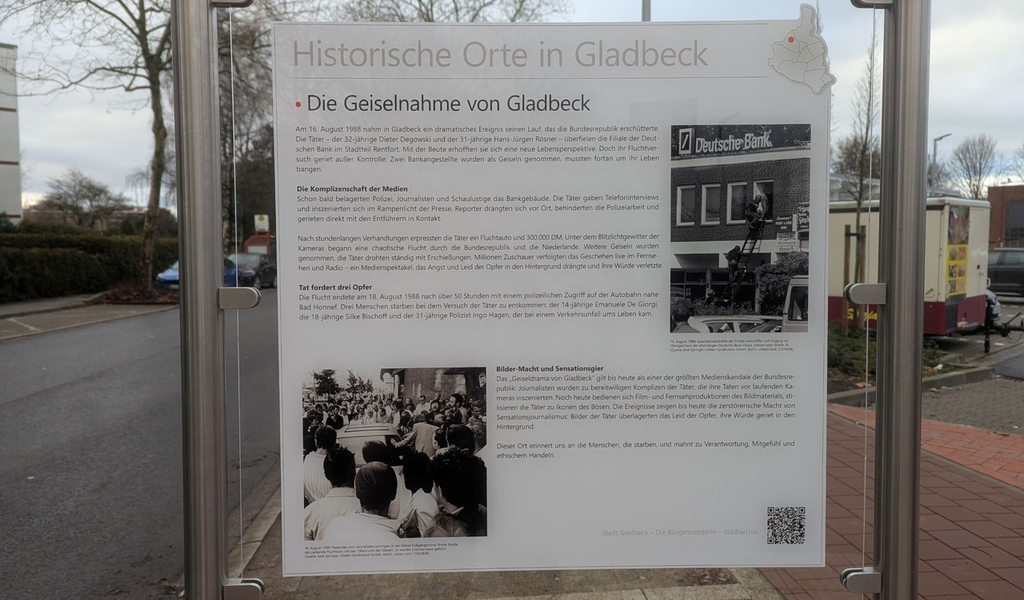 Historische Orte in Gladbeck
• Die Geiselnahme von Gladbeck
Am 16. August 1988 nahm in Gladbeck ein dramatisches Ereignis seinen Lauf, das die Bundesrepublik erschütterte.
Die Täter – der 32-jährige Dieter Degowski und der 31-jährige Hans-Jürgen Rösner – überfielen die Filiale der Deut-
schen Bank im Stadtteil Rentfort. Mit der Beute erhofften sie sich eine neue Lebensperspektive. Doch ihr Fluchtver-
such geriet außer Kontrolle: Zwei Bankangestellte wurden als Geiseln genommen, mussten fortan um ihr Leben
bangen.
Die Komplizenschaft der Medien
Schon bald belagerten Polizei, Journalisten und Schaulustige das Bankgebäude. Die Täter gaben Telefoninterviews
und inszenierten sich im Rampenlicht der Presse. Reporter drängten sich vor Ort, behinderten die Polizeiarbeit und
gerieten direkt mit den Entführern in Kontakt.
Nach stundenlangen Verhandlungen erpressten die Täter ein Fluchtauto und 300.000 DM. Unter dem Blitzlichtgewitter der
Kameras begann eine chaotische Flucht durch die Bundesrepublik und die Niederlande. Weitere Geiseln wurden
genommen, die Täter drohten ständig mit Erschießungen. Millionen Zuschauer verfolgten das Geschehen live im Fernse-
hen und Radio – ein Medienspektakel, das Angst und Leid der Opfer in den Hintergrund drängte und ihre Würde verletzte.
Tat fordert drei Opfer
Die Flucht endete am 18. August 1988 nach über 50 Stunden mit einem polizeilichen Zugriff auf der Autobahn nahe
Bad Honnef. Drei Menschen starben bei dem Versuch der Täter zu entkommen: der 14-jährige Emanuele De Giorgi,
die 18-jährige Silke Bischoff und der 31-jährige Polizist Ingo Hagen, der bei einem Verkehrsunfall ums Leben kam.
Deutsche Bank
Bilder-Macht und Sensationsgier
Das „Geiseldrama von Gladbeck“ gilt bis heute als einer der größten Medienskandale der Bundesre-
publik: Journalisten wurden zu bereitwilligen Komplizen der Täter, die ihre Taten vor laufenden Ka-
meras inszenierten. Noch heute bedienen sich Film- und Fernsehproduktionen des Bildmaterials, sti-
lisieren die Täter zu Ikonen des Bösen. Die Ereignisse zeigen bis heute die zerstörerische Macht von
Sensationsjournalismus: Bilder der Täter überlagerten das Leid der Opfer, ihre Würde geriet in den
Hintergrund.
Dieser Ort erinnert uns an die Menschen, die starben, und mahnt zu Verantwortung, Mitgefühl und
ethischem Handeln.
Stadt Gladbeck – Die Bürgermeisterin – Stadtarchiv